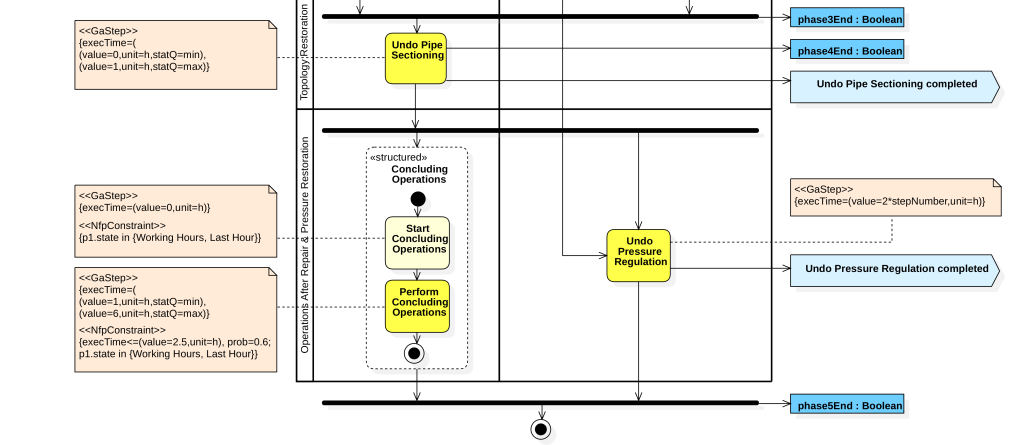 <<GaStep>>
{execTime=(
(value=0,unit=h,statQ=min),
(value=1,unit=h,statQ=max)}
Topology Restoration
Undo Pipe
Sectioning
phase3End : Boolean
phase4End : Boolean
Undo Pipe Sectioning completed
Operations After Repair & Pressure Restoration
«structured»
Concluding
Operations
<<GaStep>>
{execTime=(value=0,unit=h)}
<<NfpConstraint>>
{p1.state in {Working Hours, Last Hour}}
Start
Concluding
Operations
<<GaStep>>
{execTime=(
(value=1,unit=h,statQ=min),
(value=6,unit=h,statQ=max)}
<<NfpConstraint>>
{execTime<=(value=2.5,unit=h), prob=0.6;
p1.state in {Working Hours, Last Hour}}
Perform
Concluding
Operations
Undo
Pressure
Regulation
<<GaStep>>
{execTime=(value=2*stepNumber,unit=h)}
Undo Pressure Regulation completed
phase5End : Boolean